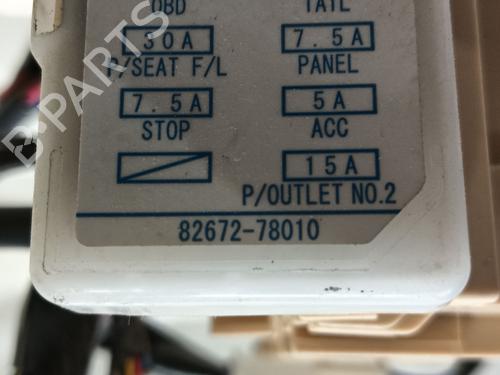 OBD TAIL
30A 7.5A
P/SEAT F/L PANEL
7.5A 5A
STOP ACC
15A
P/OUTLET NO.2
82672-78010
B-PARTS